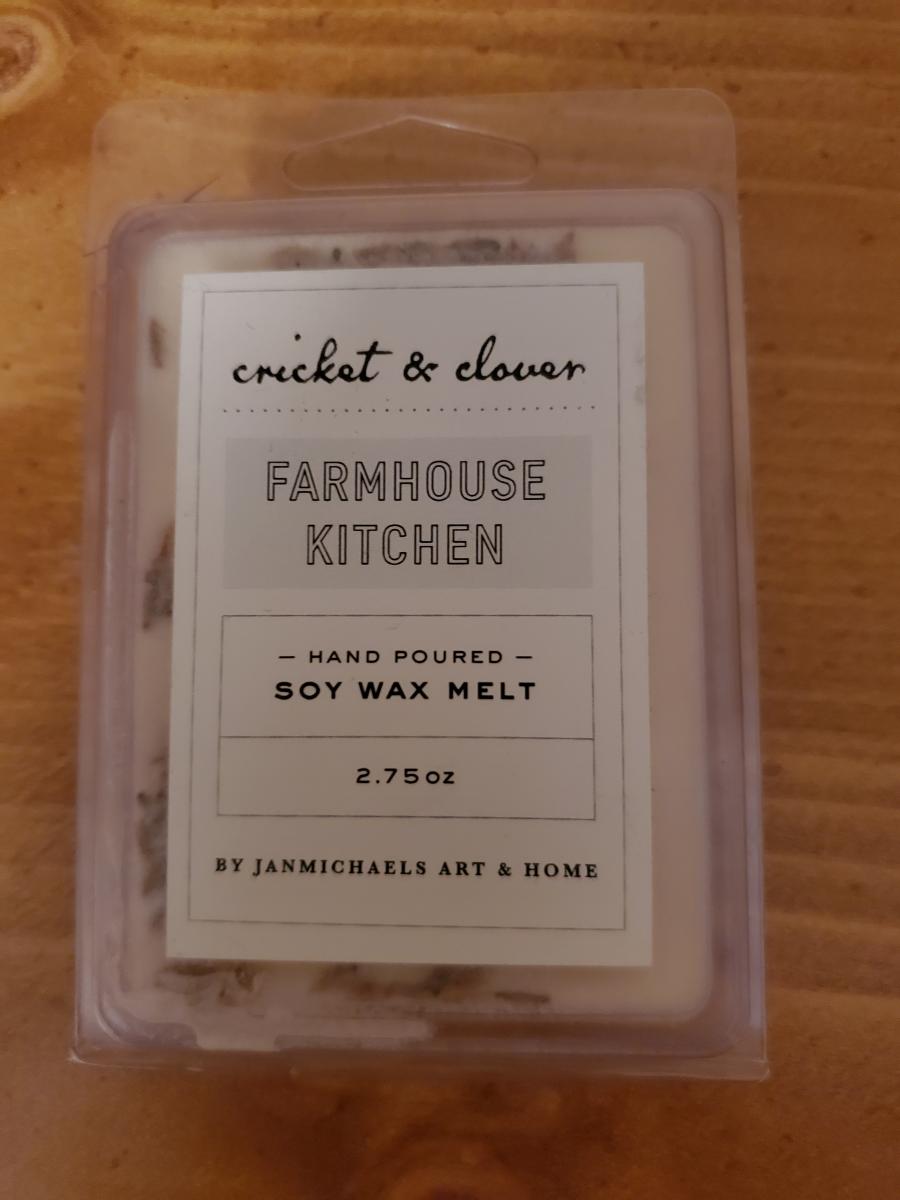 cricket & clover
FARMHOUSE
KITCHEN
– HAND POURED –
SOY WAX MELT
2.75oz
BY JANMICHAELS ART & HOME